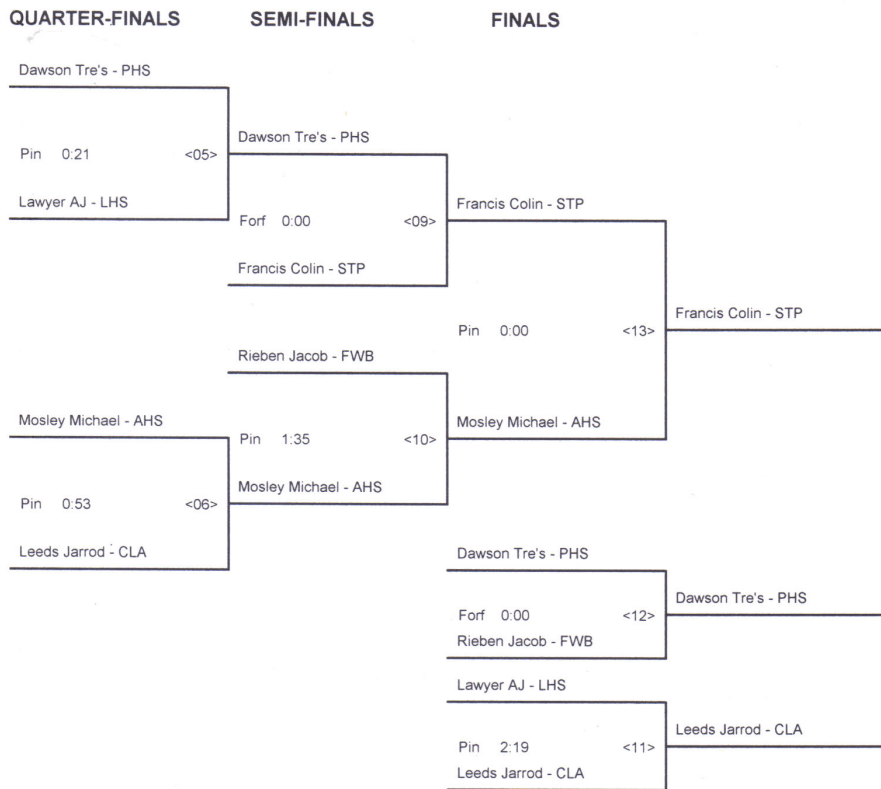 QUARTER-FINALS SEMI-FINALS FINALS
Dawson Tre's - PHS
Pin 0:21 <05>
Lawyer AJ - LHS
Mosley Michael - AHS
Pin 0:53 <06>
Leeds Jarrod - CLA
Dawson Tre's - PHS
Forf 0:00 <09>
Francis Colin - STP
Rieben Jacob - FWB
Pin 1:35 <10>
Mosley Michael - AHS
Francis Colin - STP
Pin 0:00 <13>
Mosley Michael - AHS
Francis Colin - STP
Dawson Tre's - PHS
Forf 0:00 <12>
Rieben Jacob - FWB
Dawson Tre's - PHS
Lawyer AJ - LHS
Pin 2:19 <11>
Leeds Jarrod - CLA
Leeds Jarrod - CLA